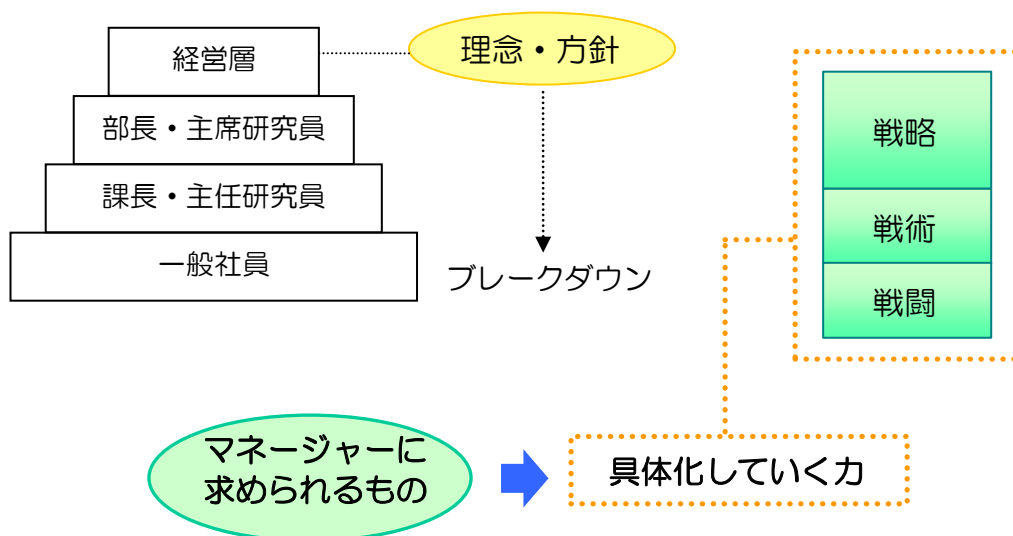 経営層
部長・主席研究員
課長・主任研究員
一般社員
理念・方針
ブレークダウン
戦略
戦術
戦闘
マネージャーに
求められるもの
具体化していく力